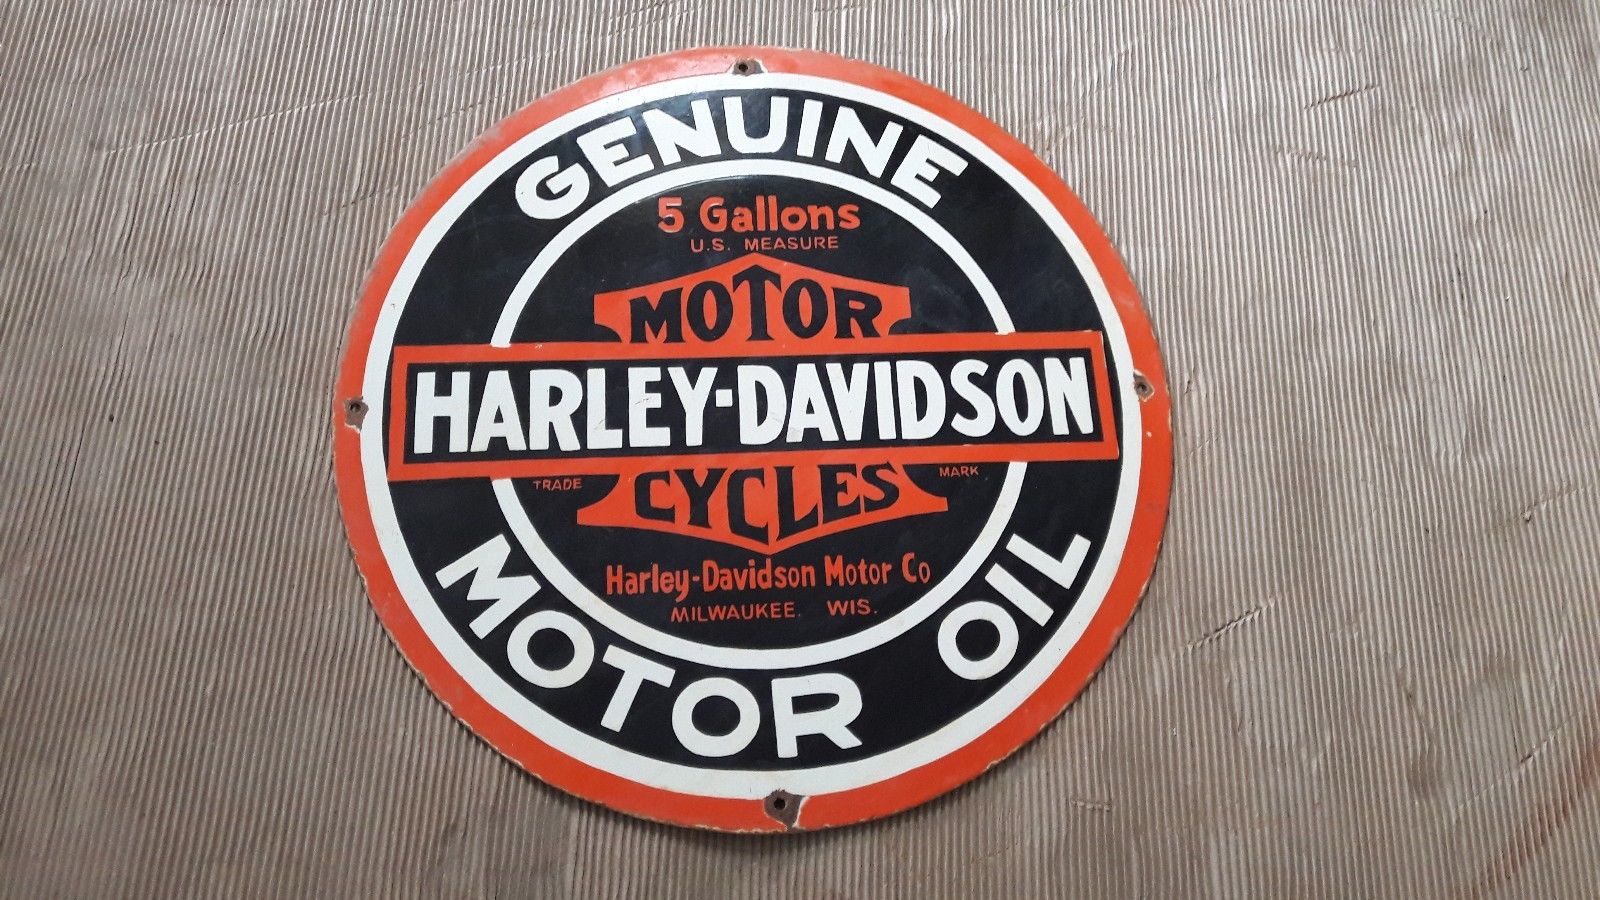 GENUINE
5 Gallons
U.S. MEASURE
MOTOR
HARLEY-DAVIDSON
TRADE MARK
CYCLES
Harley-Davidson Motor Co
MILWAUKEE. WIS.
MOTOR OIL